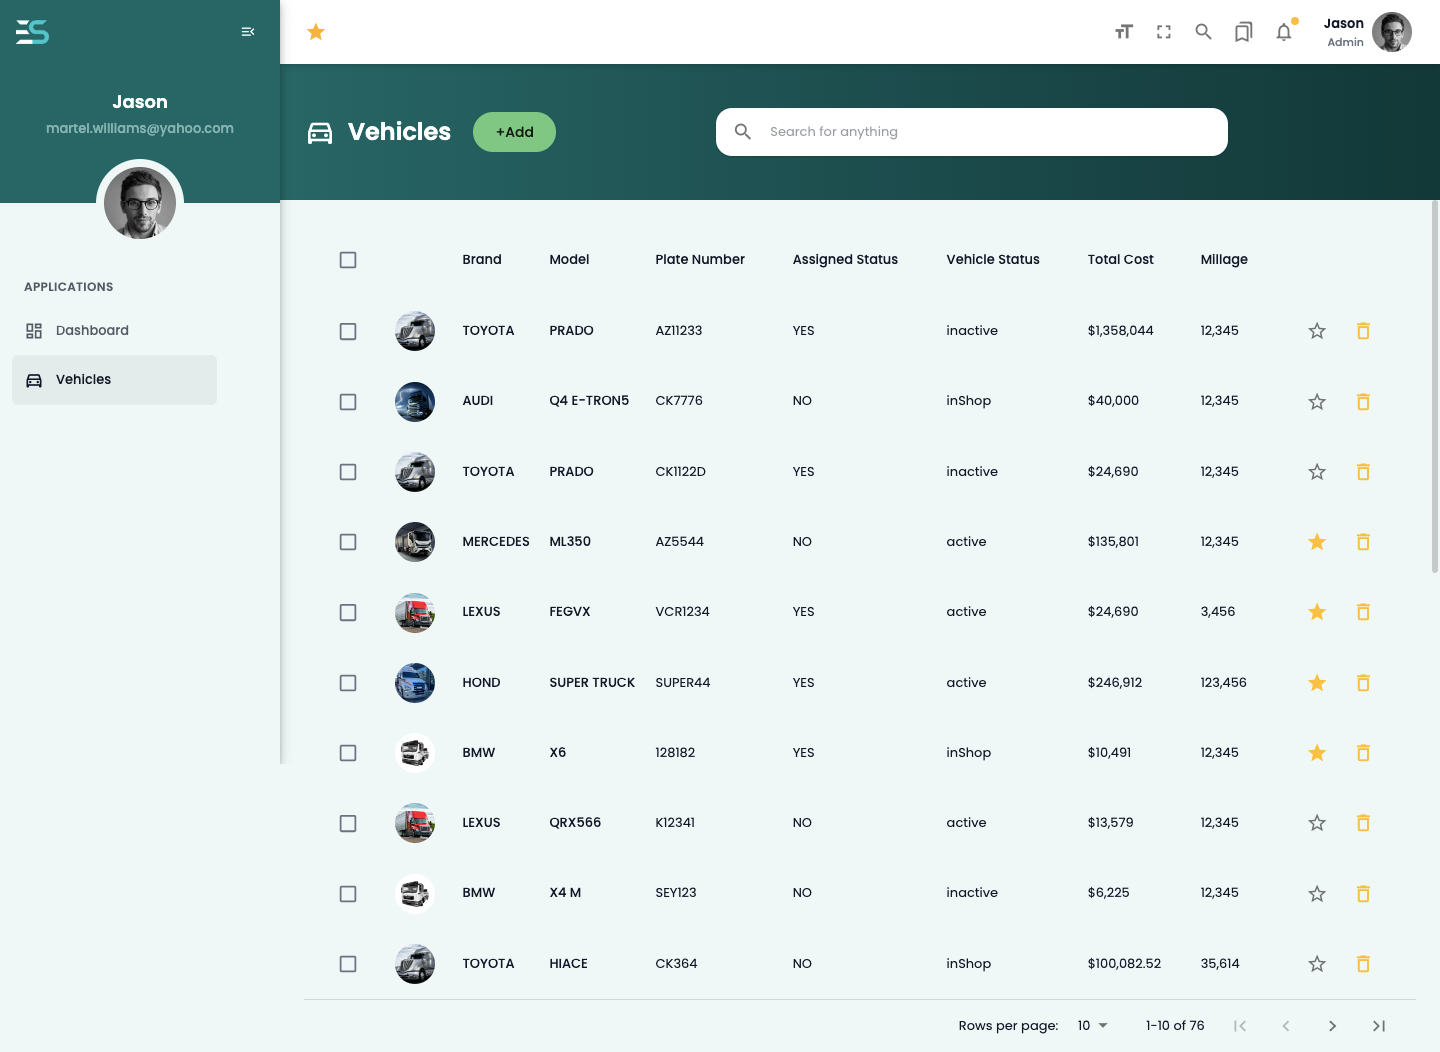 ES
Jason
martel.williams@yahoo.com
APPLICATIONS
Dashboard
Vehicles
Jason
Admin
Vehicles
+Add
Search for anything
Brand Model Plate Number Assigned Status Vehicle Status Total Cost Millage
TOYOTA PRADO AZ11233 YES inactive $1,358,044 12,345
AUDI Q4 E-TRON5 CK7776 NO inShop $40,000 12,345
TOYOTA PRADO CK1122D YES inactive $24,690 12,345
MERCEDES ML350 AZ5544 NO active $135,801 12,345
LEXUS FEGVX VCR1234 YES active $24,690 3,456
HOND SUPER TRUCK SUPER44 YES active $246,912 123,456
BMW X6 128182 YES inShop $10,491 12,345
LEXUS QRX566 K12341 NO active $13,579 12,345
BMW X4 M SEY123 NO inactive $6,225 12,345
TOYOTA HIACE CK364 NO inShop $100,082.52 35,614
Rows per page: 10 1-10 of 76